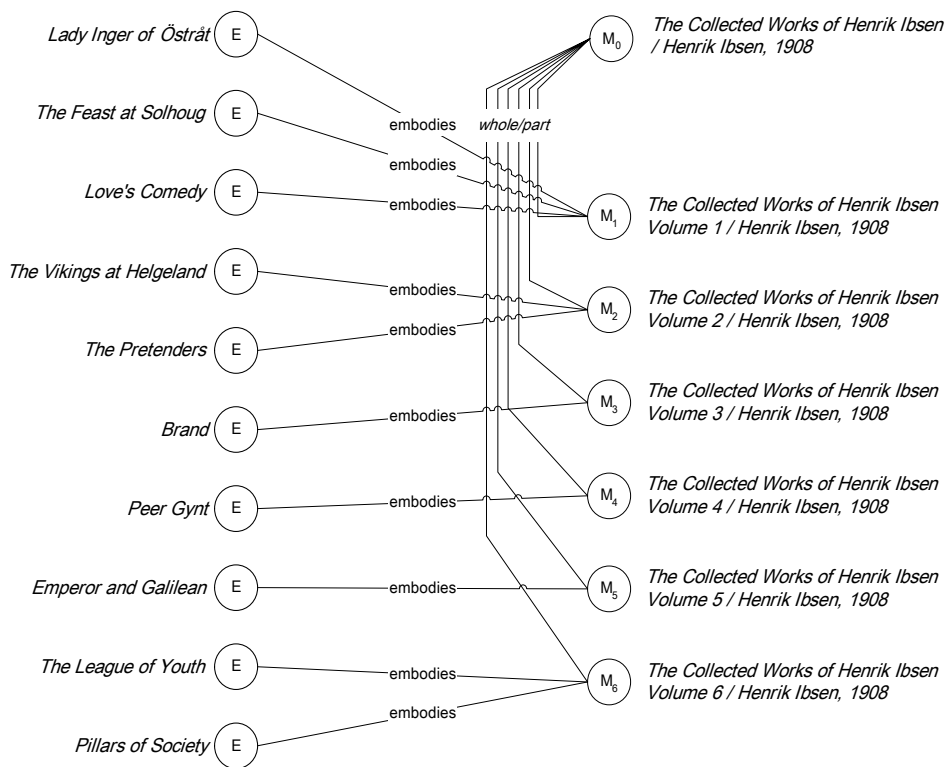 Lady Inger of Östråt
E
M0
The Collected Works of Henrik Ibsen
/ Henrik Ibsen, 1908
The Feast at Solhoug
E
embodies
whole/part
embodies
Love's Comedy
E
embodies
M1
The Collected Works of Henrik Ibsen
Volume 1 / Henrik Ibsen, 1908
The Vikings at Helgeland
E
embodies
M2
The Collected Works of Henrik Ibsen
Volume 2 / Henrik Ibsen, 1908
embodies
The Pretenders
E
M3
The Collected Works of Henrik Ibsen
Volume 3 / Henrik Ibsen, 1908
embodies
Brand
E
M4
The Collected Works of Henrik Ibsen
Volume 4 / Henrik Ibsen, 1908
embodies
Peer Gynt
E
Emperor and Galilean
E
embodies
M5
The Collected Works of Henrik Ibsen
Volume 5 / Henrik Ibsen, 1908
The League of Youth
E
embodies
M6
The Collected Works of Henrik Ibsen
Volume 6 / Henrik Ibsen, 1908
embodies
Pillars of Society
E